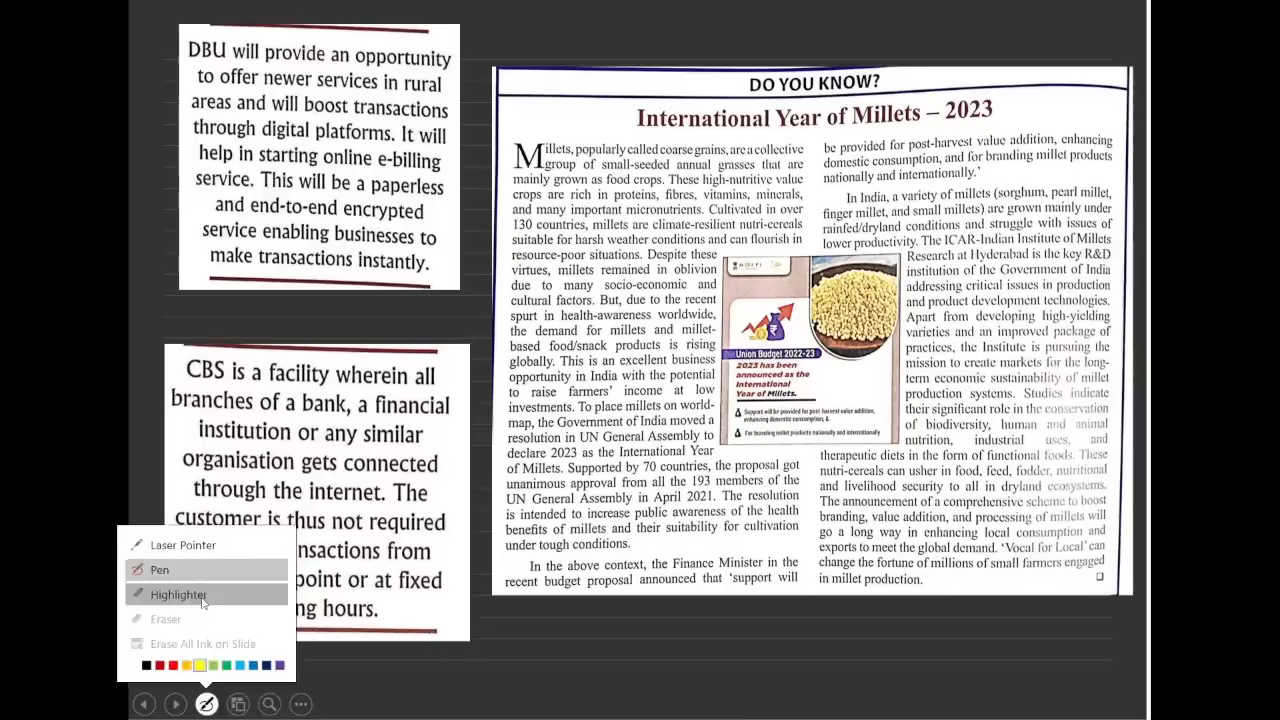 DBU will provide an opportunity
to offer newer services in rural
areas and will boost transactions
through digital platforms. It will
help in starting online e-billing
service. This will be a paperless
and end-to-end encrypted
service enabling businesses to
make transactions instantly.
CBS is a facility wherein all
branches of a bank, a financial
institution or any similar
organisation gets connected
through the internet. The
customer is thus not required
nsactions from
point or at fixed
ng hours.
Laser Pointer
Pen
Highlighter
Eraser
Erase All Ink on Slide
DO YOU KNOW?
International Year of Millets – 2023
Millets, popularly called coarse grains, are a collective
group of small-seeded annual grasses that are
mainly grown as food crops. These high-nutritive value
crops are rich in proteins, fibres, vitamins, minerals,
and many important micronutrients. Cultivated in over
130 countries, millets are climate-resilient nutri-cereals
suitable for harsh weather conditions and can flourish in
resource-poor situations. Despite these
virtues, millets remained in oblivion
due to many socio-economic and
cultural factors. But, due to the recent
spurt in health-awareness worldwide,
the demand for millets and millet-
based food/snack products is rising
globally. This is an excellent business
opportunity in India with the potential
to raise farmers' income at low
investments. To place millets on world-
map, the Government of India moved a
resolution in UN General Assembly to
declare 2023 as the International Year
of Millets. Supported by 70 countries, the proposal got
unanimous approval from all the 193 members of the
UN General Assembly in April 2021. The resolution
is intended to increase public awareness of the health
benefits of millets and their suitability for cultivation
under tough conditions.
In the above context, the Finance Minister in the
recent budget proposal announced that 'support will
be provided for post-harvest value addition, enhancing
domestic consumption, and for branding millet products
nationally and internationally.'
In India, a variety of millets (sorghum, pearl millet,
finger millet, and small millets) are grown mainly under
rainfed/dryland conditions and struggle with issues of
lower productivity. The ICAR-Indian Institute of Millets
Research at Hyderabad is the key R&D
institution of the Government of India
addressing critical issues in production
and product development technologies.
Apart from developing high-yielding
varieties and an improved package of
practices, the Institute is pursuing the
mission to create markets for the long-
term economic sustainability of millet
production systems. Studies indicate
their significant role in the conservation
of biodiversity, human and animal
nutrition, industrial uses, and
therapeutic diets in the form of functional foods. These
nutri-cereals can usher in food, feed, fodder, nutritional
and livelihood security to all in dryland ecosystems.
The announcement of a comprehensive scheme to boost
branding, value addition, and processing of millets will
go a long way in enhancing local consumption and
exports to meet the global demand. 'Vocal for Local' can
change the fortune of millions of small farmers engaged
in millet production.
Union Budget 2022-23
2023 has been
announced as the
International
Year of Millets.
Support will be provided for post-harvest value addition,
enhancing domestic consumption, &
For branding millet products nationally and internationally